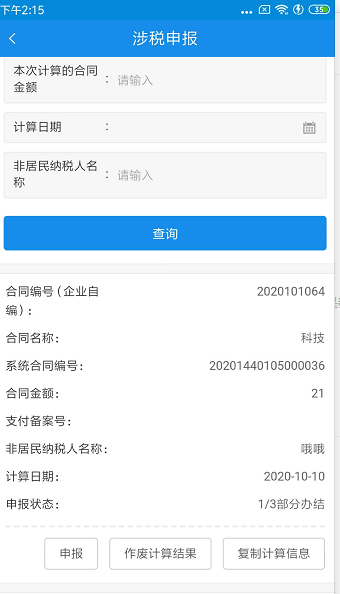 下午2:15
35
涉税申报
本次计算的合同
金额
:
请输入
计算日期
:
非居民纳税人名
称
:
请输入
查询
合同编号(企业自
编):
2020101064
合同名称: 科技
系统合同编号: 20201440105000036
合同金额: 21
支付备案号:
非居民纳税人名称: 哦哦
计算日期: 2020-10-10
申报状态: 1/3部分办结
申报 作废计算结果 复制计算信息